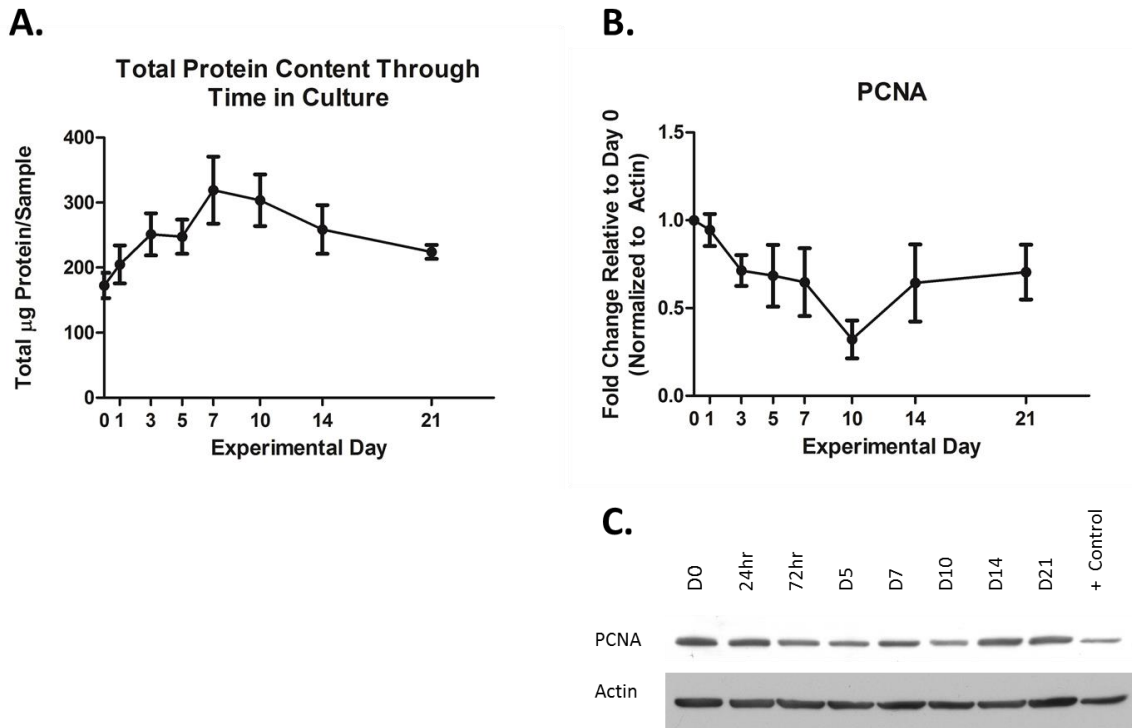 A.
Total Protein Content Through
Time in Culture
Total μg Protein/Sample
400
300
200
100
0
0 1 3 5 7 10 14 21
Experimental Day
B.
PCNA
Fold Change Relative to Day 0
(Normalized to Actin)
1.5
1.0
0.5
0.0
0 1 3 5 7 10 14 21
Experimental Day
C.
D0 24hr 72hr D5 D7 D10 D14 D21 + Control
PCNA
Actin